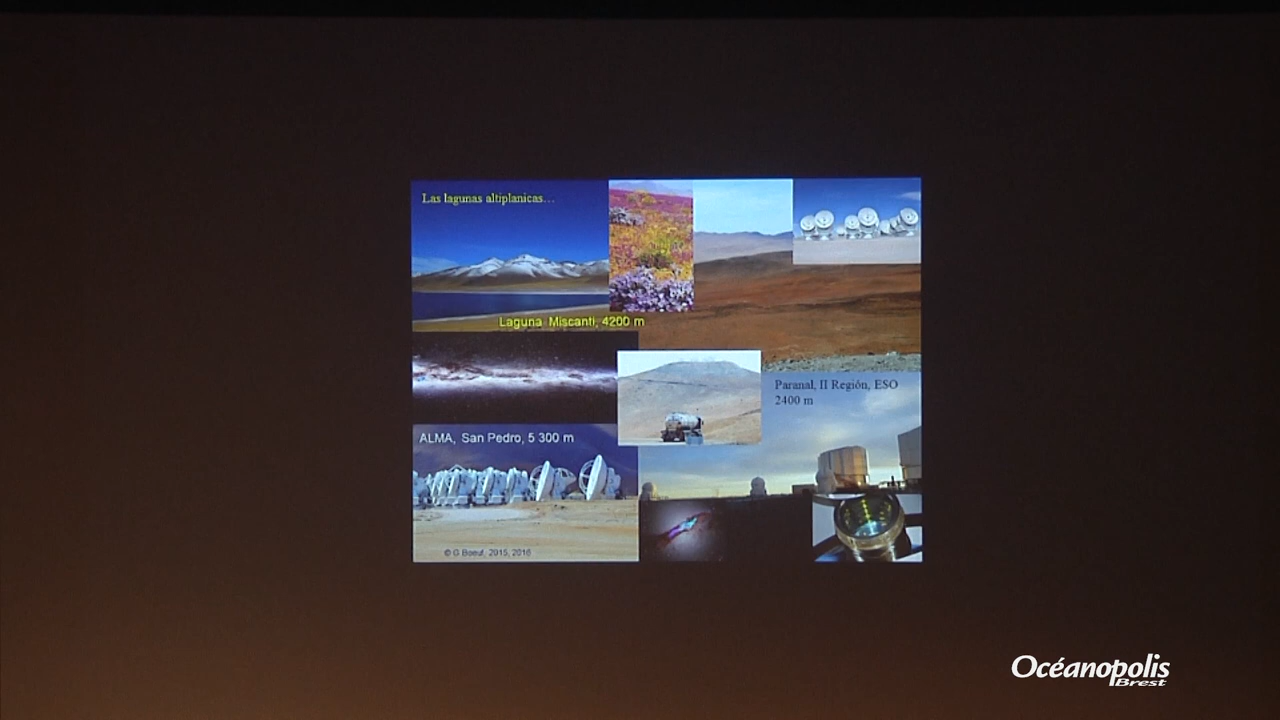 Las lagunas altiplanicas...
Laguna Miscanti, 4200 m
Paranal, II Región, ESO
2400 m
ALMA, San Pedro, 5 300 m
© G Boeuf, 2015, 2016
Océanopolis
Brest